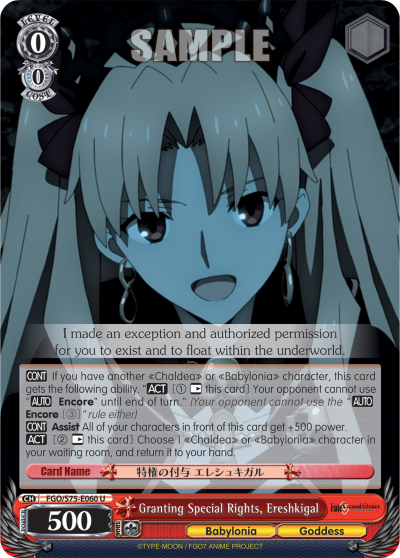 LEVEL
0
0
COST
SAMPLE
I made an exception and authorized permission
for you to exist and to float within the underworld.
CONT If you have another «Chaldea» or «Babylonia» character, this card
gets the following ability. "ACT [① this card] Your opponent cannot use
"AUTO Encore" until end of turn." (Your opponent cannot use the "AUTO
Encore [③]" rule either)
CONT Assist All of your characters in front of this card get +500 power.
ACT [② this card] Choose 1 «Chaldea» or «Babylonia» character in
your waiting room, and return it to your hand.
Card Name 特権の付与 エレシュキガル
CH FGO/S75-E060 U
500
Granting Special Rights, Ereshkigal
Fate/Grand Order
Babylonia Goddess
©TYPE-MOON / FGO7 ANIME PROJECT